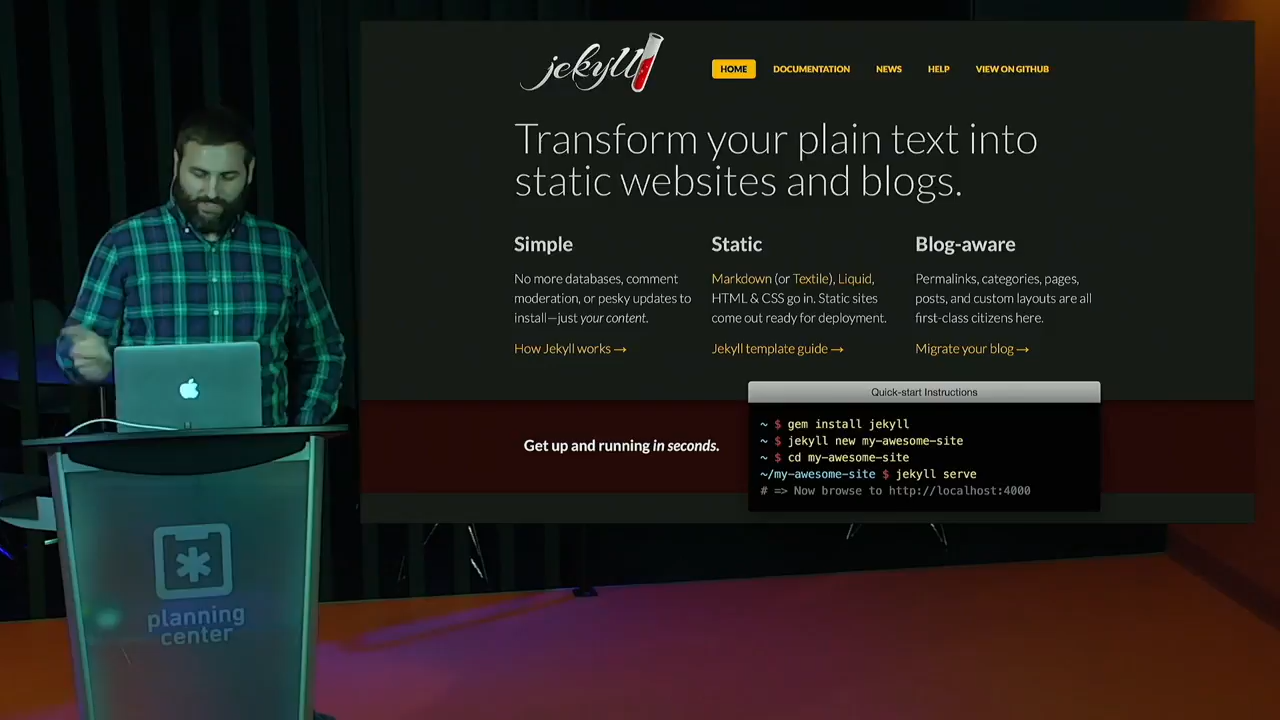 jekyll
HOME DOCUMENTATION NEWS HELP VIEW ON GITHUB
Transform your plain text into
static websites and blogs.
Simple
No more databases, comment
moderation, or pesky updates to
install—just your content.
How Jekyll works →
Static
Markdown (or Textile), Liquid,
HTML & CSS go in. Static sites
come out ready for deployment.
Jekyll template guide →
Blog-aware
Permalinks, categories, pages,
posts, and custom layouts are all
first-class citizens here.
Migrate your blog →
Get up and running in seconds.
Quick-start Instructions
~ $ gem install jekyll
~ $ jekyll new my-awesome-site
~ $ cd my-awesome-site
~/my-awesome-site $ jekyll serve
# => Now browse to http://localhost:4000
planning
center